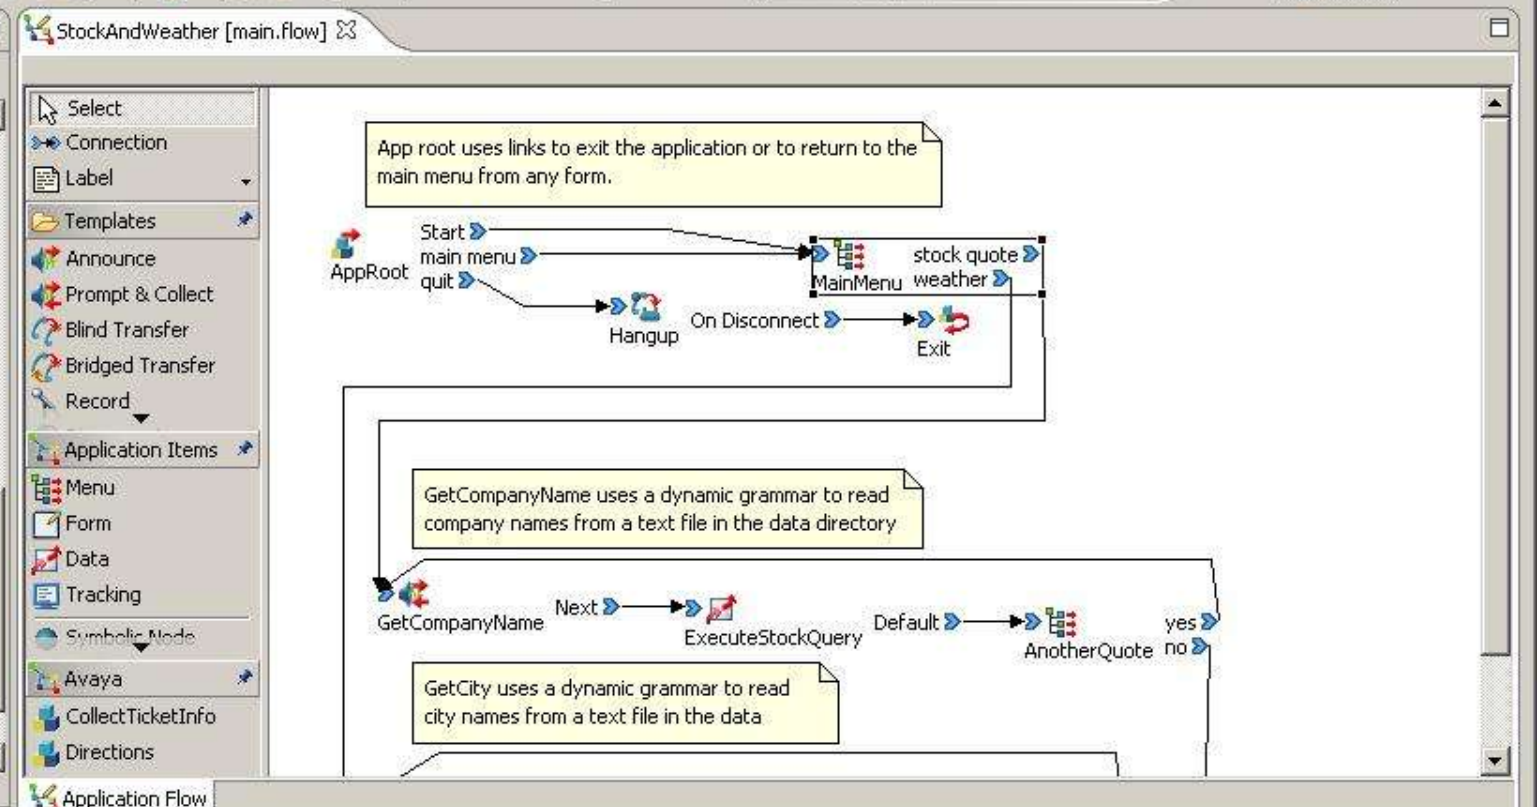 StockAndWeather [main.flow]
Select
Connection
Label
Templates
Announce
Prompt & Collect
Blind Transfer
Bridged Transfer
Record
Application Items
Menu
Form
Data
Tracking
Symbolic Node
Avaya
CollectTicketInfo
Directions
App root uses links to exit the application or to return to the
main menu from any form.
AppRoot
Start
main menu
quit
Hangup
MainMenu
stock quote
weather
On Disconnect
Exit
GetCompanyName uses a dynamic grammar to read
company names from a text file in the data directory
GetCompanyName
Next
ExecuteStockQuery
Default
AnotherQuote
yes
no
GetCity uses a dynamic grammar to read
city names from a text file in the data
Application Flow